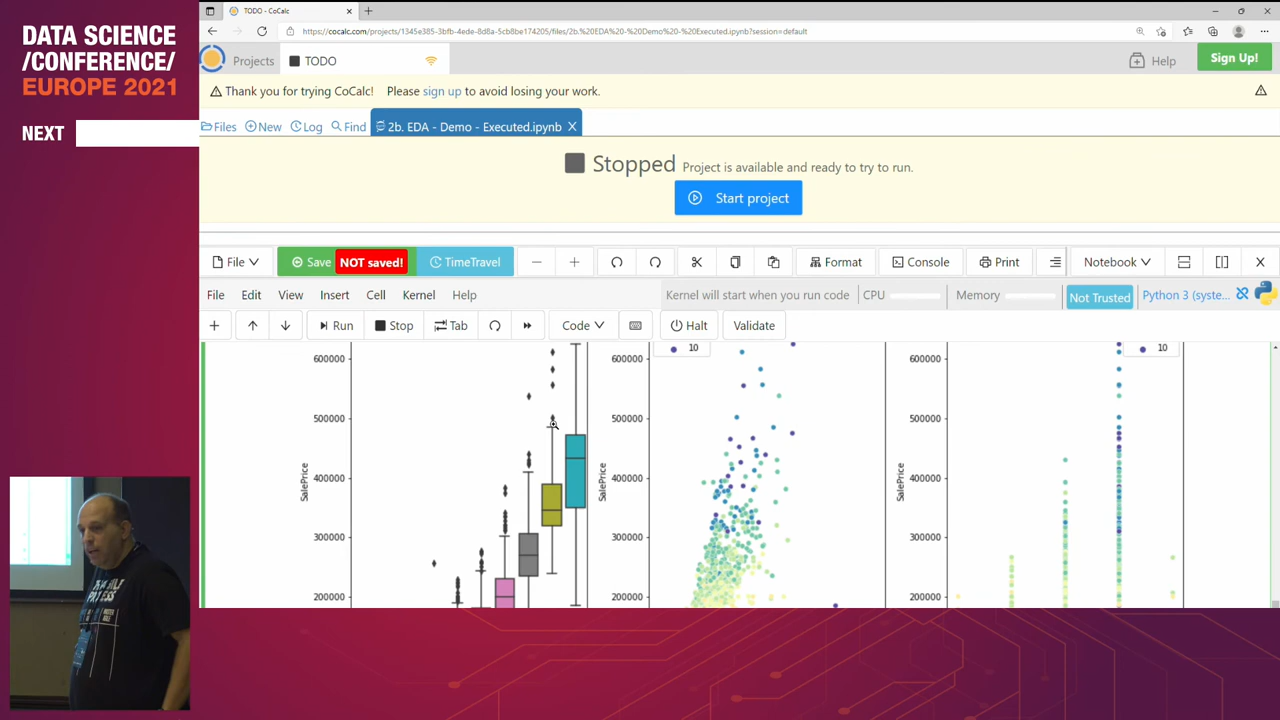 DATA SCIENCE
/CONFERENCE/
EUROPE 2021
NEXT
TODO - CoCalc
https://cocalc.com/projects/1345e385-3bfb-4ede-8d8a-5cb8be174205/files/2b.%20EDA%20-%20Demo%20-%20Executed.ipynb?session=default
Projects
TODO
Help
Sign Up!
Thank you for trying CoCalc! Please sign up to avoid losing your work.
Files
New
Log
Find
2b. EDA - Demo - Executed.ipynb
Stopped Project is available and ready to try to run.
Start project
File
Save NOT saved!
TimeTravel
Format
Console
Print
Notebook
File Edit View Insert Cell Kernel Help
Kernel will start when you run code
CPU
Memory
Not Trusted
Python 3 (syste...
Run
Stop
Tab
Code
Halt
Validate
600000
500000
400000
300000
200000
SalePrice
10
600000
500000
400000
300000
200000
SalePrice
10
600000
500000
400000
300000
200000
SalePrice